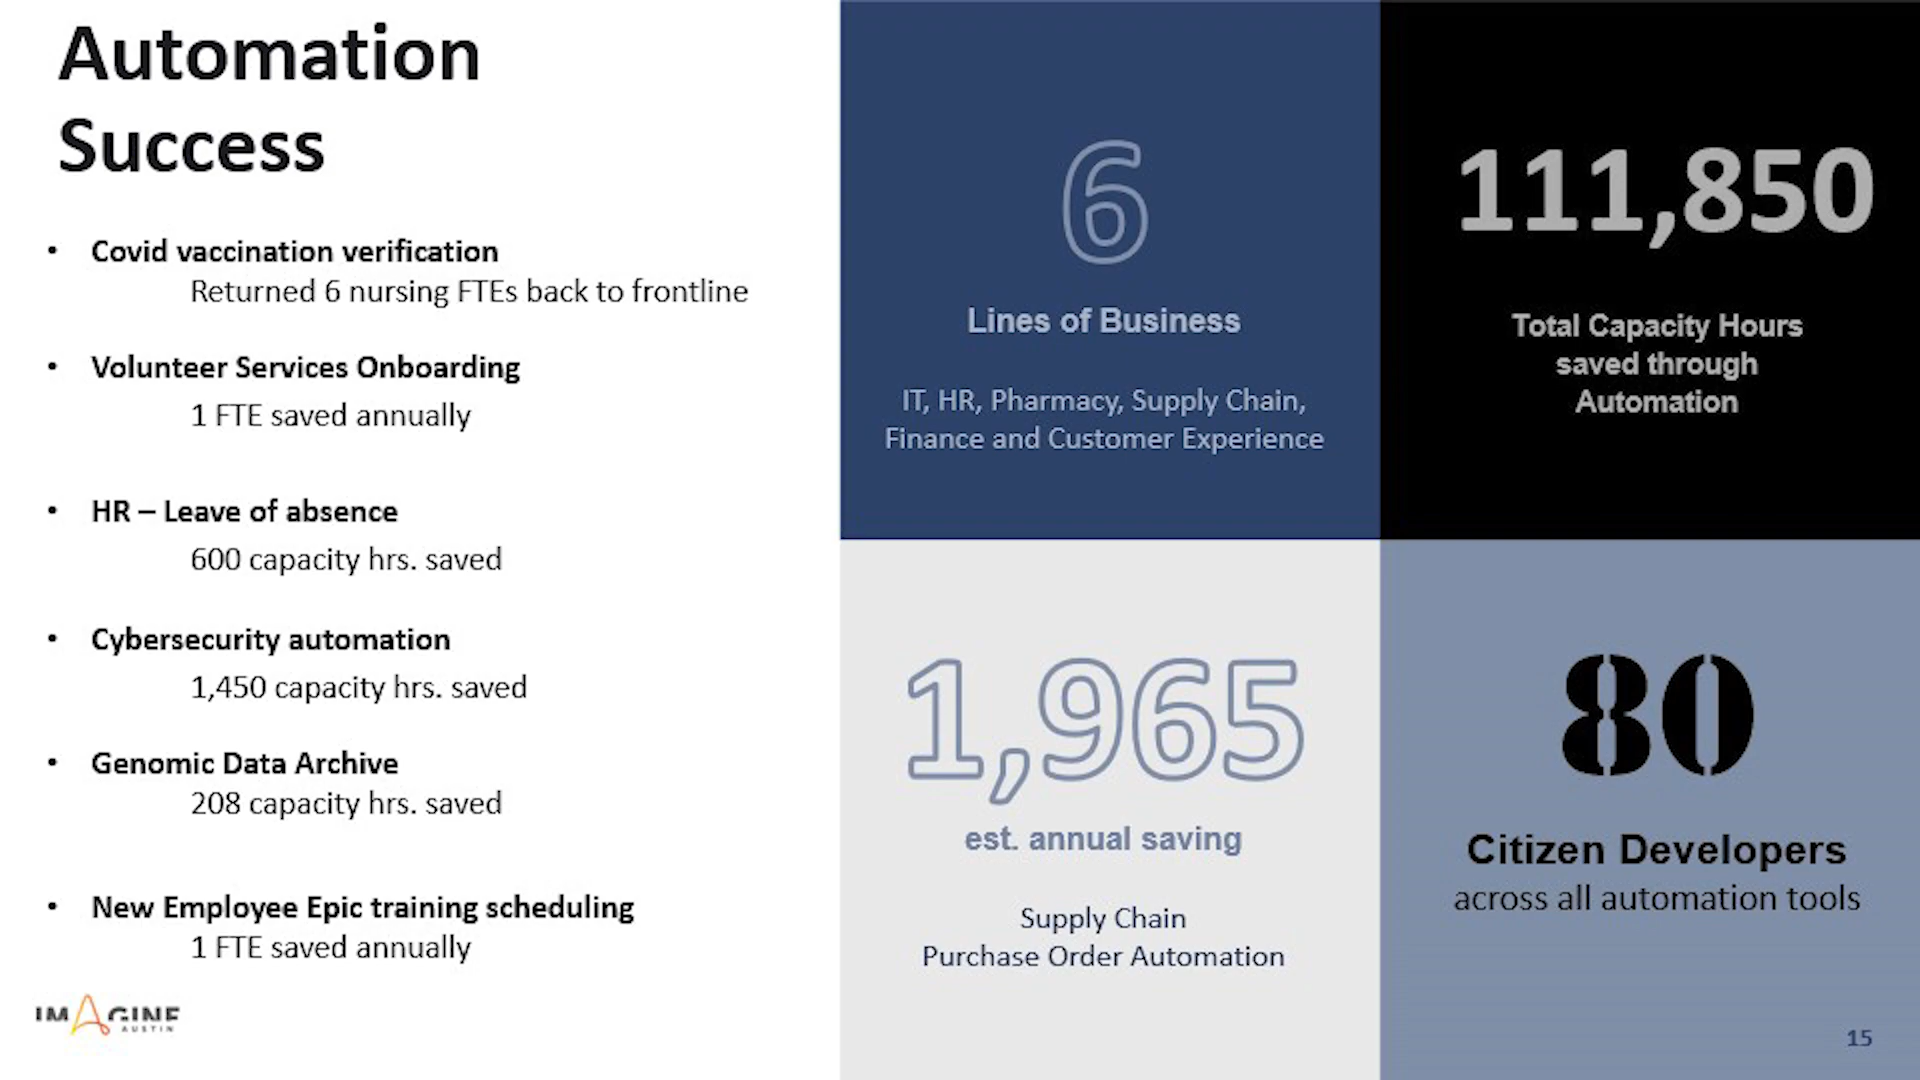 Automation
Success
• Covid vaccination verification
Returned 6 nursing FTEs back to frontline
• Volunteer Services Onboarding
1 FTE saved annually
• HR – Leave of absence
600 capacity hrs. saved
• Cybersecurity automation
1,450 capacity hrs. saved
• Genomic Data Archive
208 capacity hrs. saved
• New Employee Epic training scheduling
1 FTE saved annually
IMAGINE
AUSTIN
6
Lines of Business
IT, HR, Pharmacy, Supply Chain,
Finance and Customer Experience
111,850
Total Capacity Hours
saved through
Automation
1,965
est. annual saving
Supply Chain
Purchase Order Automation
80
Citizen Developers
across all automation tools
15